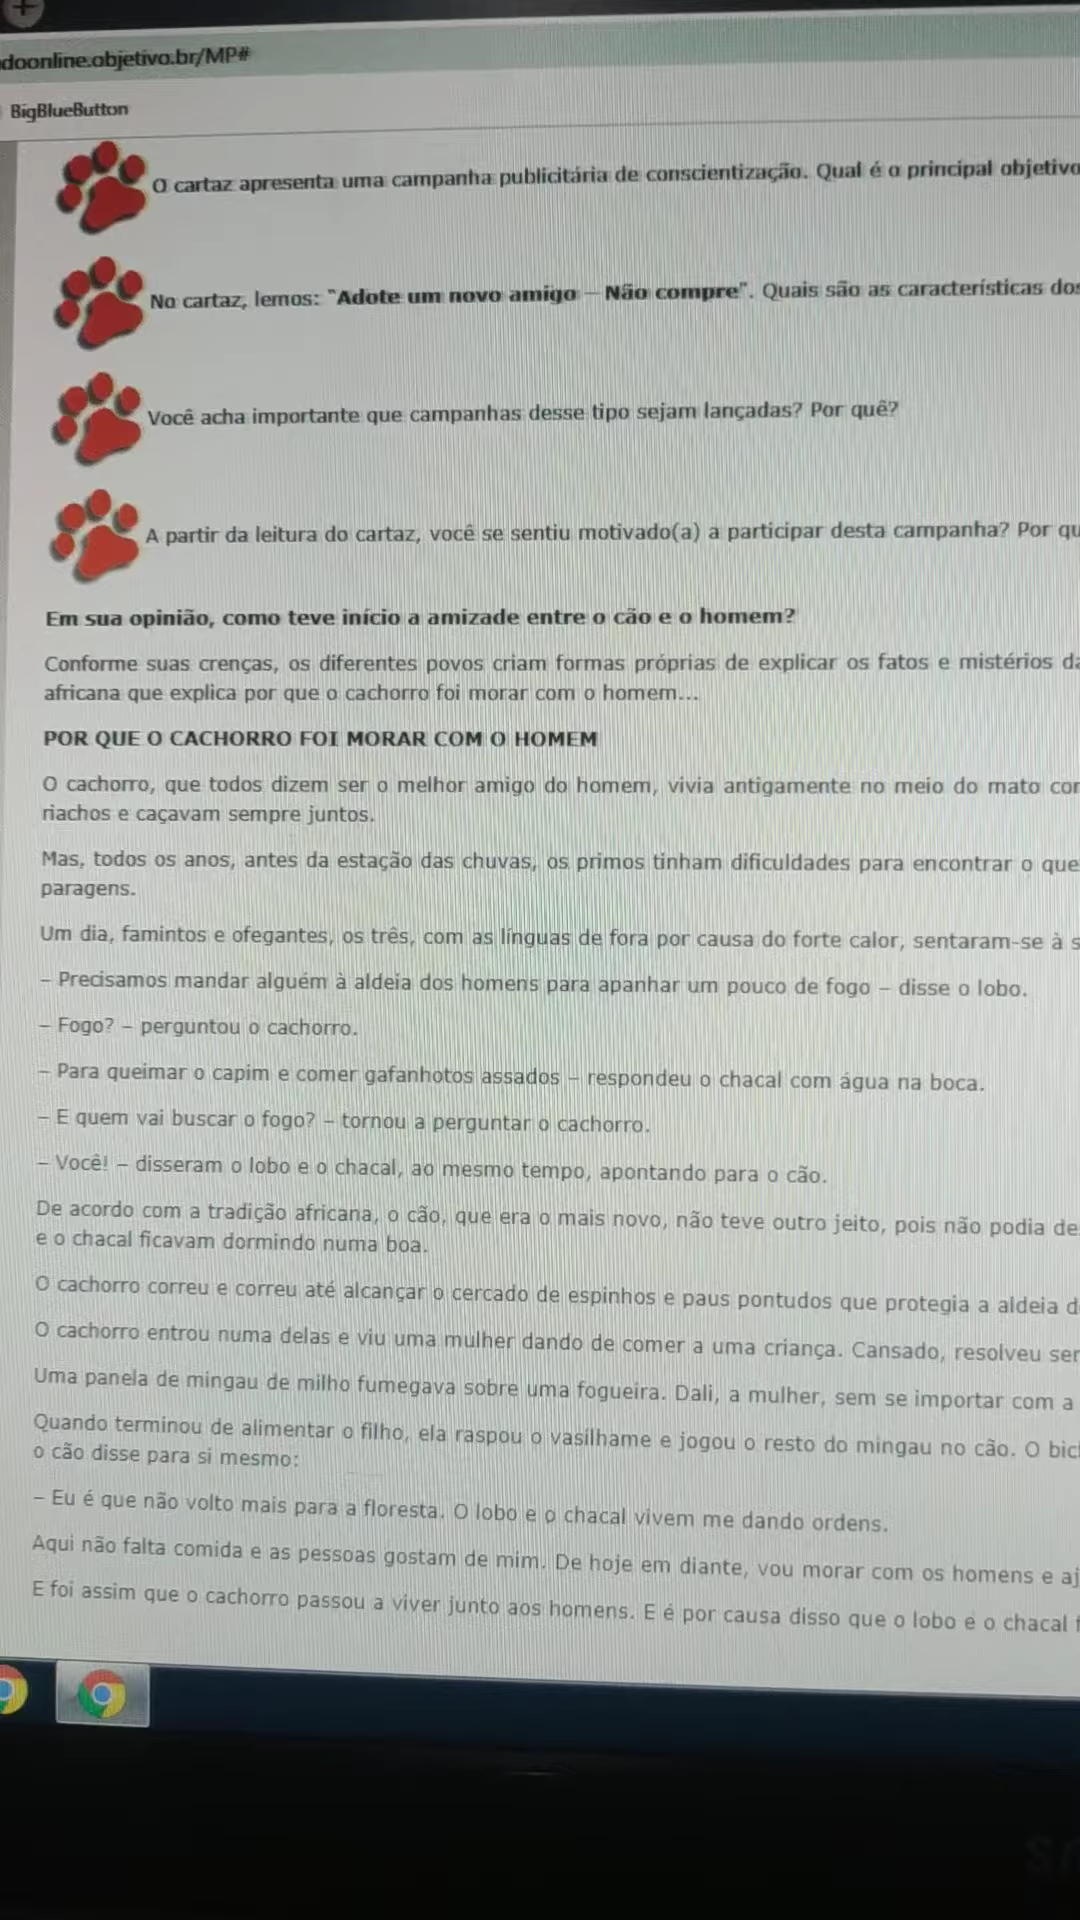 doonline.objetivo.br/MP#
BigBlueButton
O cartaz apresenta uma campanha publicitária de conscientização. Qual é o principal objetivo
No cartaz, lemos: "Adote um novo amigo – Não compre". Quais são as características dos
Você acha importante que campanhas desse tipo sejam lançadas? Por quê?
A partir da leitura do cartaz, você se sentiu motivado(a) a participar desta campanha? Por qu
Em sua opinião, como teve início a amizade entre o cão e o homem?
Conforme suas crenças, os diferentes povos criam formas próprias de explicar os fatos e mistérios da
africana que explica por que o cachorro foi morar com o homem...
POR QUE O CACHORRO FOI MORAR COM O HOMEM
O cachorro, que todos dizem ser o melhor amigo do homem, vivia antigamente no meio do mato com
riachos e caçavam sempre juntos.
Mas, todos os anos, antes da estação das chuvas, os primos tinham dificuldades para encontrar o que
paragens.
Um dia, famintos e ofegantes, os três, com as línguas de fora por causa do forte calor, sentaram-se à s
– Precisamos mandar alguém à aldeia dos homens para apanhar um pouco de fogo – disse o lobo.
– Fogo? – perguntou o cachorro.
– Para queimar o capim e comer gafanhotos assados – respondeu o chacal com água na boca.
– E quem vai buscar o fogo? – tornou a perguntar o cachorro.
– Você! – disseram o lobo e o chacal, ao mesmo tempo, apontando para o cão.
De acordo com a tradição africana, o cão, que era o mais novo, não teve outro jeito, pois não podia de
e o chacal ficavam dormindo numa boa.
O cachorro correu e correu até alcançar o cercado de espinhos e paus pontudos que protegia a aldeia d
O cachorro entrou numa delas e viu uma mulher dando de comer a uma criança. Cansado, resolveu ser
Uma panela de mingau de milho fumegava sobre uma fogueira. Dali, a mulher, sem se importar com a
Quando terminou de alimentar o filho, ela raspou o vasilhame e jogou o resto do mingau no cão. O bic
o cão disse para si mesmo:
– Eu é que não volto mais para a floresta. O lobo e o chacal vivem me dando ordens.
Aqui não falta comida e as pessoas gostam de mim. De hoje em diante, vou morar com os homens e aj
E foi assim que o cachorro passou a viver junto aos homens. E é por causa disso que o lobo e o chacal f